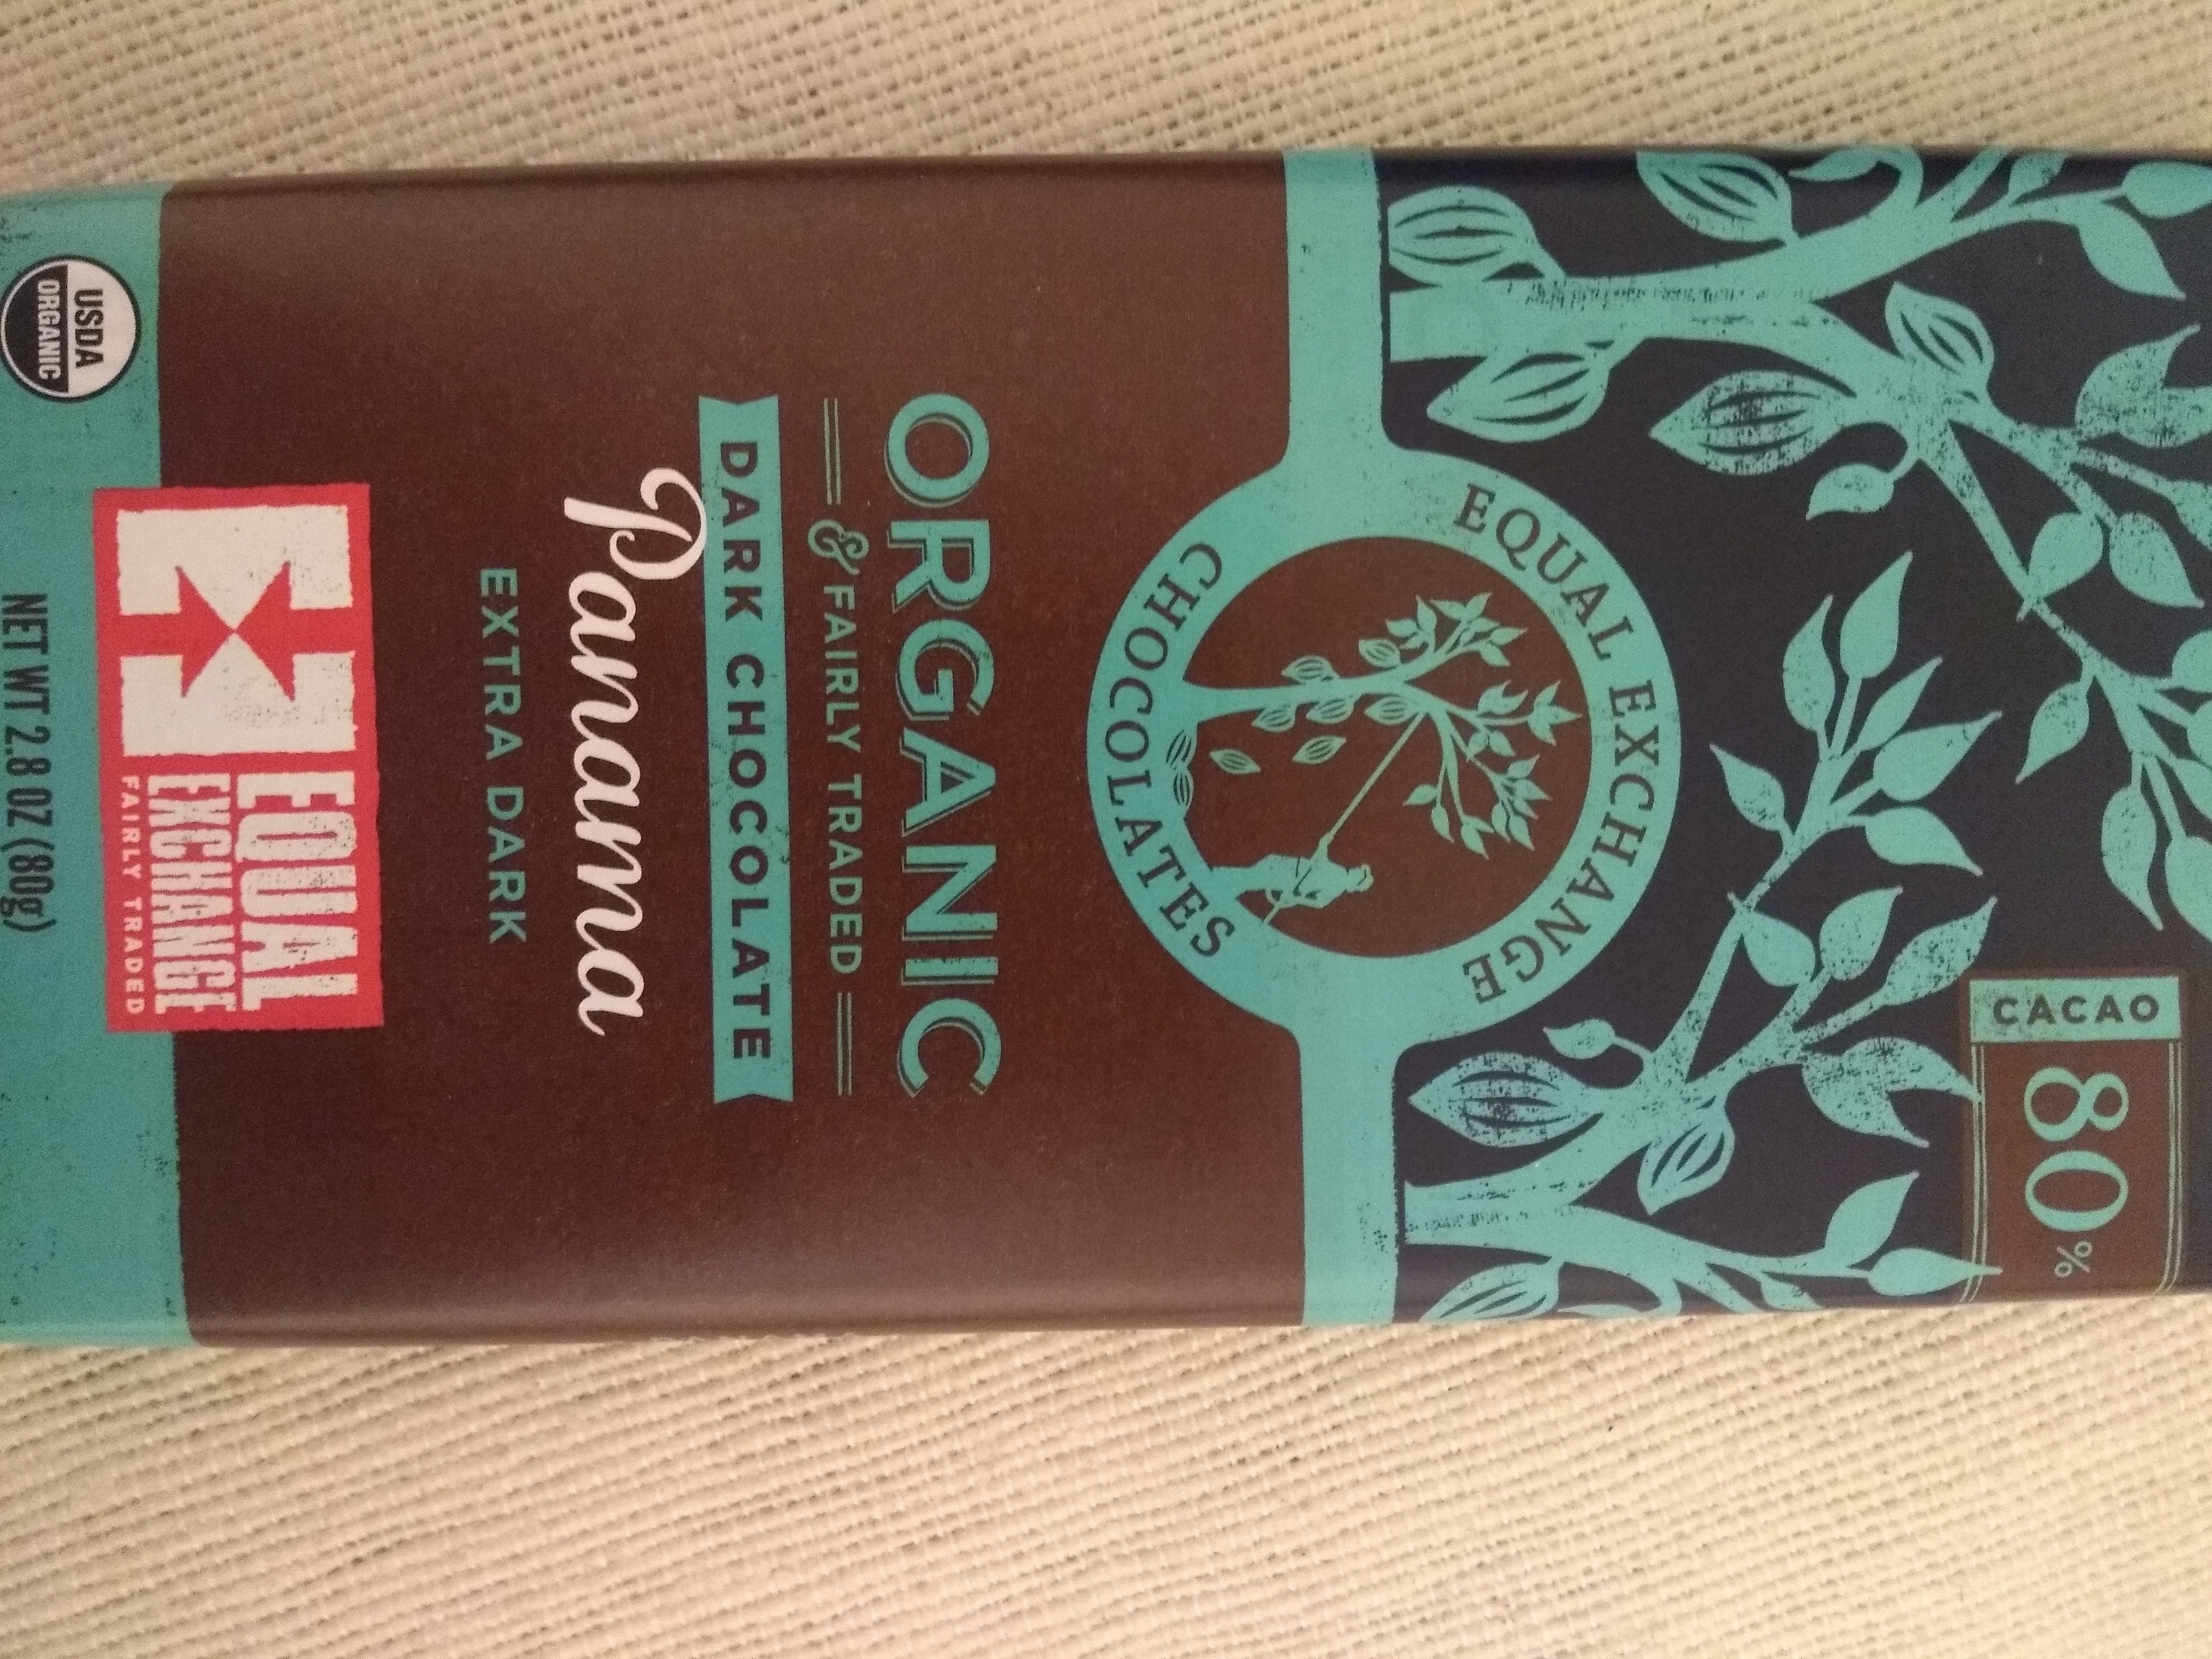 CACAO
80%
EQUAL EXCHANGE
CHOCOLATES
ORGANIC
& FAIRLY TRADED
DARK CHOCOLATE
Panama
EXTRA DARK
EQUAL
EXCHANGE
FAIRLY TRADED
USDA
ORGANIC
NET WT 2.8 OZ (80g)